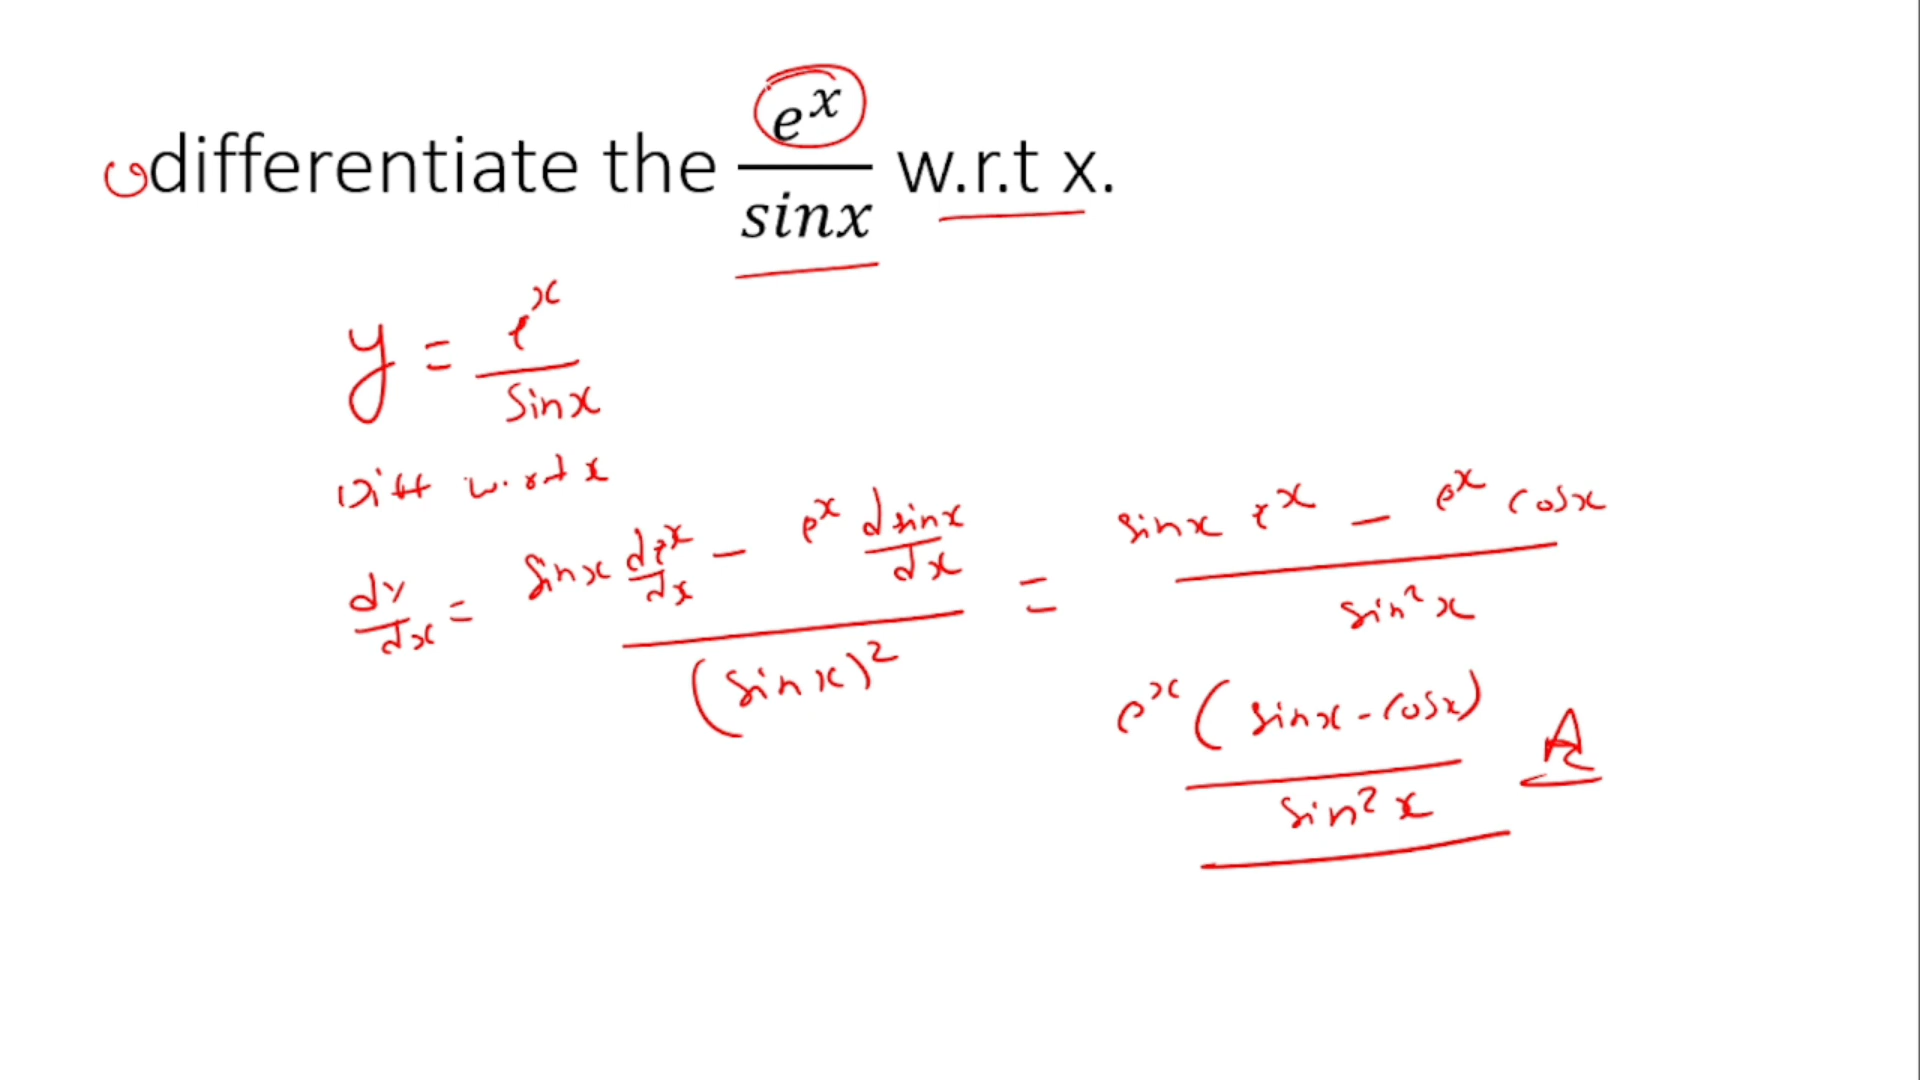 differentiate the e^x/sinx w.r.t x.
y = e^x/sinx
Diff w.r.t x
dy/dx = (sinx de^x/dx - e^x dsinx/dx)/(sinx)^2 = (sinx e^x - e^x cosx)/sin^2 x
e^x (sinx - cosx)/sin^2 x A